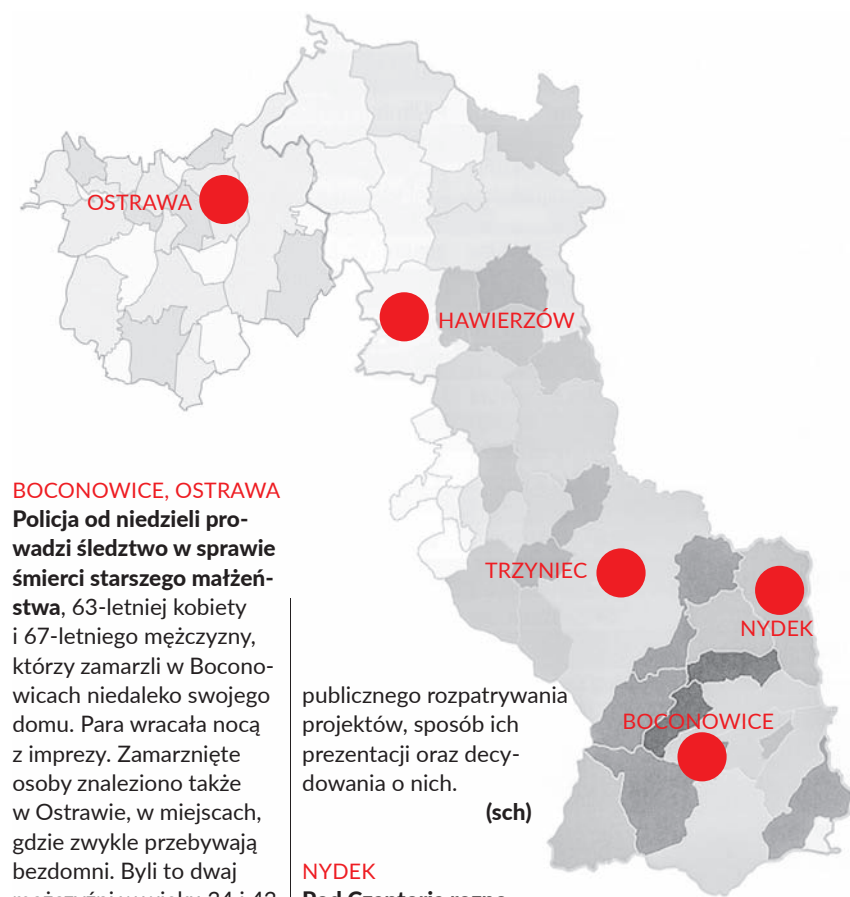 OSTRAWA
HAWIERZÓW
TRZYNIEC
NYDEK
BOCONOWICE
BOCONOWICE, OSTRAWA
Policja od niedzieli pro-
wadzi śledztwo w sprawie
śmierci starszego małżeń-
stwa, 63-letniej kobiety
i 67-letniego mężczyzny,
którzy zamarzli w Bocono-
wicach niedaleko swojego
domu. Para wracała nocą
z imprezy. Zamarznięte
osoby znaleziono także
w Ostrawie, w miejscach,
gdzie zwykle przebywają
bezdomni. Byli to dwaj
publicznego rozpatrywania
projektów, sposób ich
prezentacji oraz decy-
dowania o nich.
(sch)
NYDEK